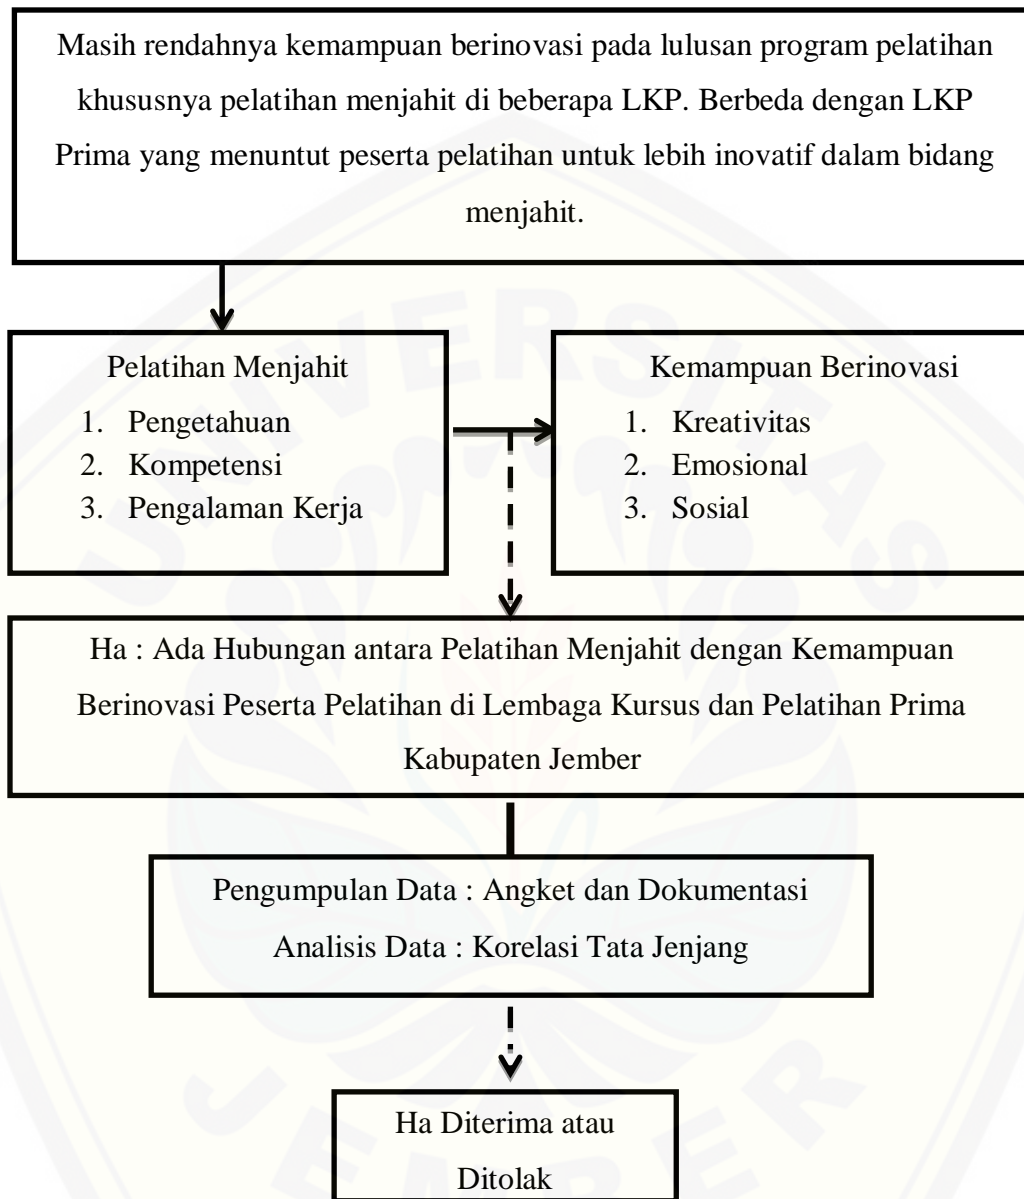 Masih rendahnya kemampuan berinovasi pada lulusan program pelatihan
khususnya pelatihan menjahit di beberapa LKP. Berbeda dengan LKP
Prima yang menuntut peserta pelatihan untuk lebih inovatif dalam bidang
menjahit.
Pelatihan Menjahit
1. Pengetahuan
2. Kompetensi
3. Pengalaman Kerja
Kemampuan Berinovasi
1. Kreativitas
2. Emosional
3. Sosial
Ha : Ada Hubungan antara Pelatihan Menjahit dengan Kemampuan
Berinovasi Peserta Pelatihan di Lembaga Kursus dan Pelatihan Prima
Kabupaten Jember
Pengumpulan Data : Angket dan Dokumentasi
Analisis Data : Korelasi Tata Jenjang
Ha Diterima atau
Ditolak
UNIVERSITAS
JEMBER